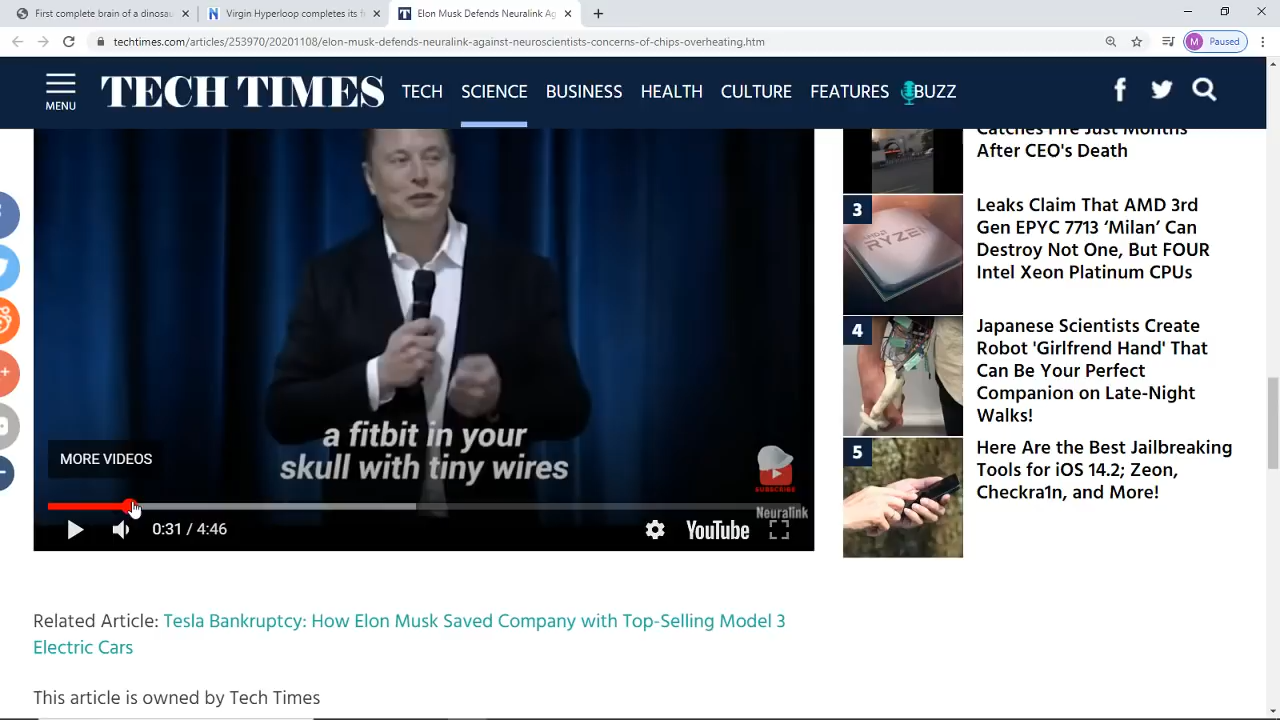 First complete brain of a dinosau
Virgin Hyperloop completes its f
Elon Musk Defends Neuralink Ag
techtimes.com/articles/253970/20201108/elon-musk-defends-neuralink-against-neuroscientists-concerns-of-chips-overheating.htm
M Paused
MENU
TECH TIMES
TECH SCIENCE BUSINESS HEALTH CULTURE FEATURES BUZZ
Catches Fire Just Months
After CEO's Death
3
Leaks Claim That AMD 3rd
Gen EPYC 7713 ‘Milan’ Can
Destroy Not One, But FOUR
Intel Xeon Platinum CPUs
AMD
RYZEN
4
Japanese Scientists Create
Robot 'Girlfrend Hand' That
Can Be Your Perfect
Companion on Late-Night
Walks!
5
Here Are the Best Jailbreaking
Tools for iOS 14.2; Zeon,
Checkra1n, and More!
a fitbit in your
skull with tiny wires
MORE VIDEOS
SUBSCRIBE
Neuralink
0:31 / 4:46
YouTube
Related Article: Tesla Bankruptcy: How Elon Musk Saved Company with Top-Selling Model 3
Electric Cars
This article is owned by Tech Times